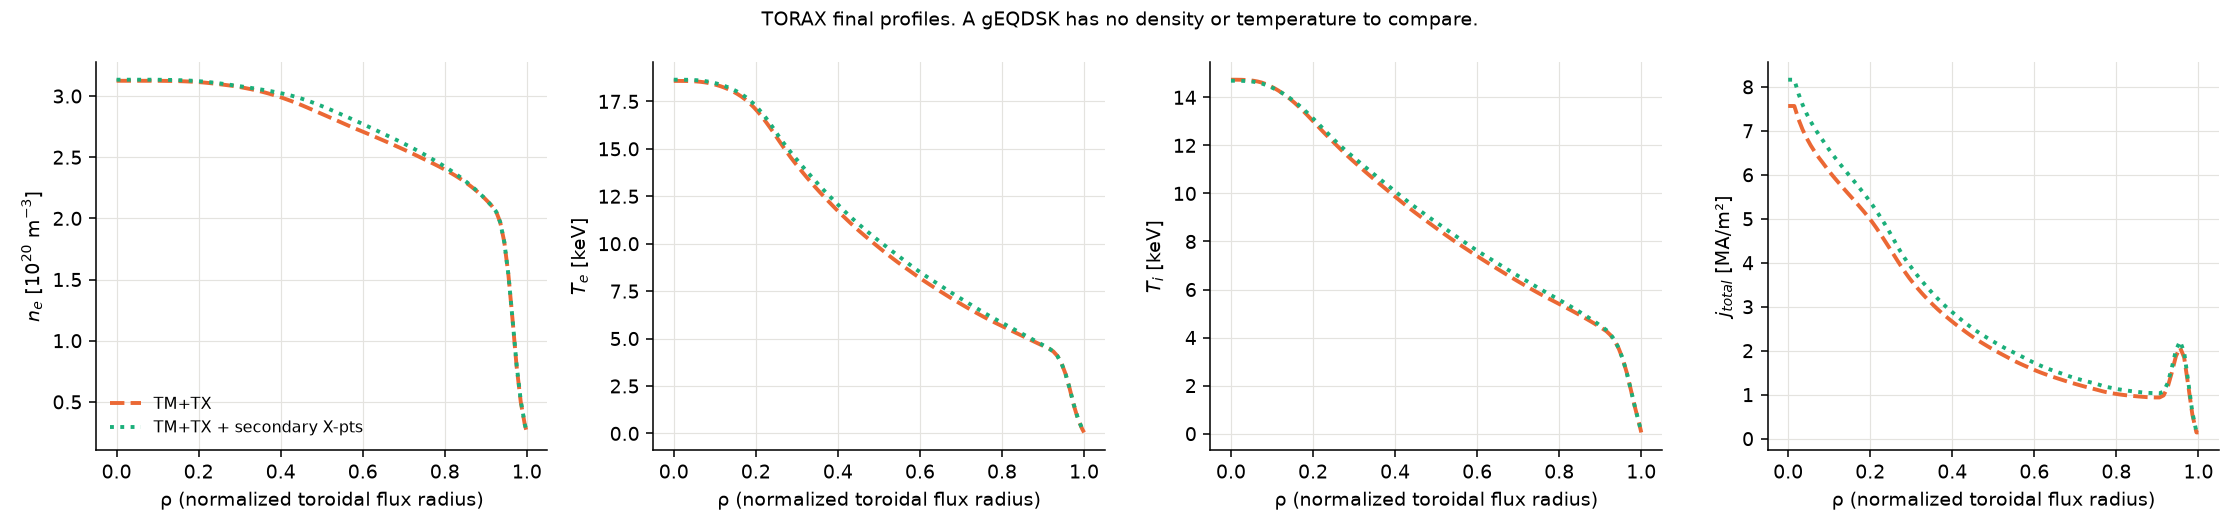 TORAX final profiles. A gEQDSK has no density or temperature to compare.
nₑ [10²⁰ m⁻³]
3.0
2.5
2.0
1.5
1.0
0.5
TM+TX
TM+TX + secondary X-pts
0.0 0.2 0.4 0.6 0.8 1.0
ρ (normalized toroidal flux radius)
Tₑ [keV]
17.5
15.0
12.5
10.0
7.5
5.0
2.5
0.0
0.0 0.2 0.4 0.6 0.8 1.0
ρ (normalized toroidal flux radius)
Tᵢ [keV]
14
12
10
8
6
4
2
0
0.0 0.2 0.4 0.6 0.8 1.0
ρ (normalized toroidal flux radius)
j_total [MA/m²]
8
7
6
5
4
3
2
1
0
0.0 0.2 0.4 0.6 0.8 1.0
ρ (normalized toroidal flux radius)